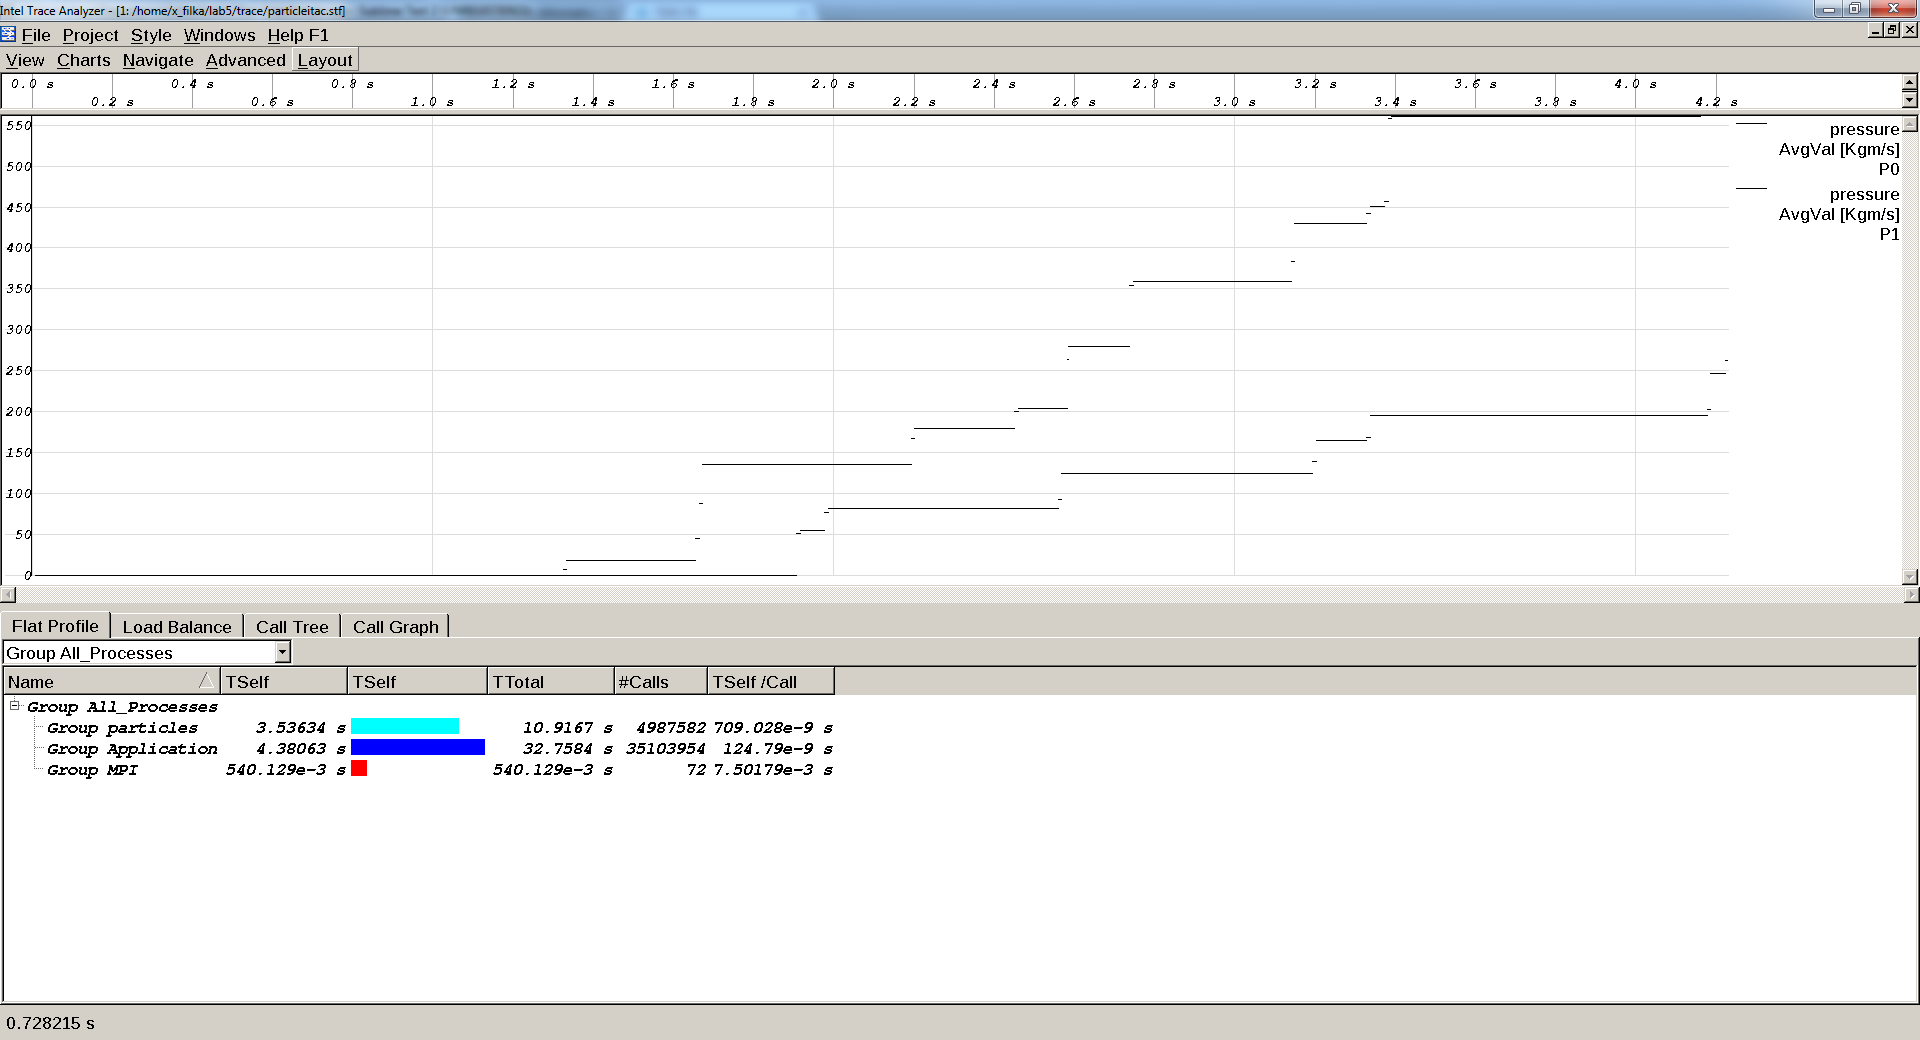 Intel Trace Analyzer - [1: /home/x_filka/lab5/trace/particleitac.stf]
File Project Style Windows Help F1
View Charts Navigate Advanced Layout
0.0 s 0.4 s 0.8 s 1.2 s 1.6 s 2.0 s 2.4 s 2.8 s 3.2 s 3.6 s 4.0 s
0.2 s 0.6 s 1.0 s 1.4 s 1.8 s 2.2 s 2.6 s 3.0 s 3.4 s 3.8 s 4.2 s
550
500
450
400
350
300
250
200
150
100
50
0
pressure
AvgVal [Kgm/s]
P0
pressure
AvgVal [Kgm/s]
P1
Flat Profile Load Balance Call Tree Call Graph
Group All_Processes
Name TSelf TSelf TTotal #Calls TSelf /Call
Group All_Processes
Group particles 3.53634 s 10.9167 s 4987582 709.028e-9 s
Group Application 4.38063 s 32.7584 s 35103954 124.79e-9 s
Group MPI 540.129e-3 s 540.129e-3 s 72 7.50179e-3 s
0.728215 s